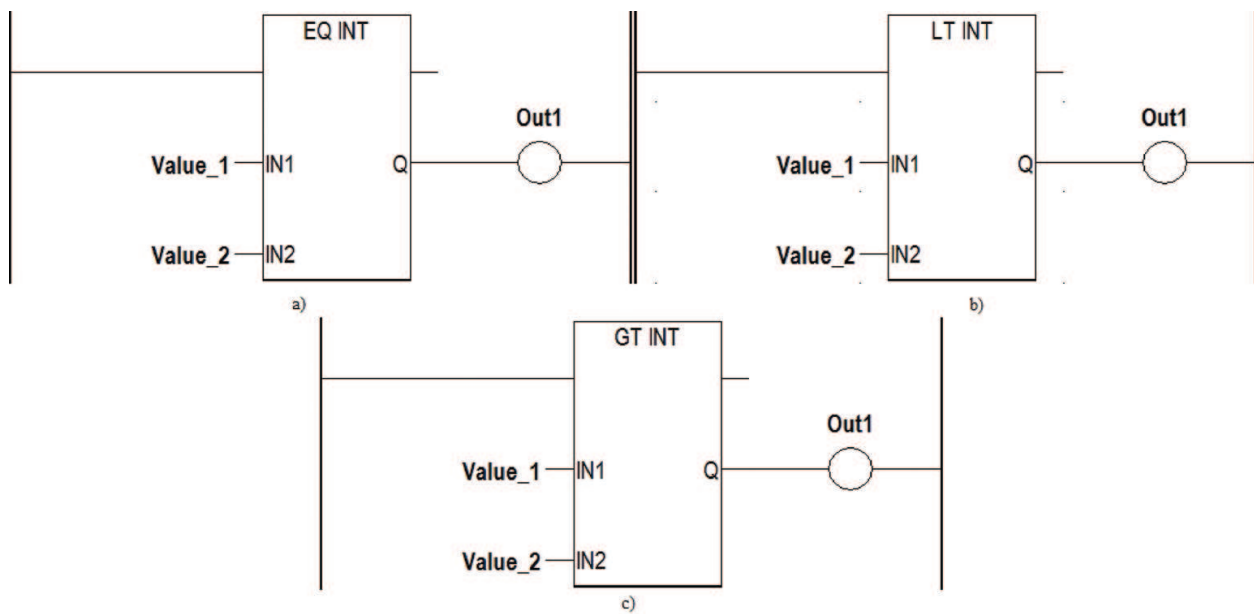 EQ INT
Out1
Value_1 IN1 Q
Value_2 IN2
a)
LT INT
Out1
Value_1 IN1 Q
Value_2 IN2
b)
GT INT
Out1
Value_1 IN1 Q
Value_2 IN2
c)